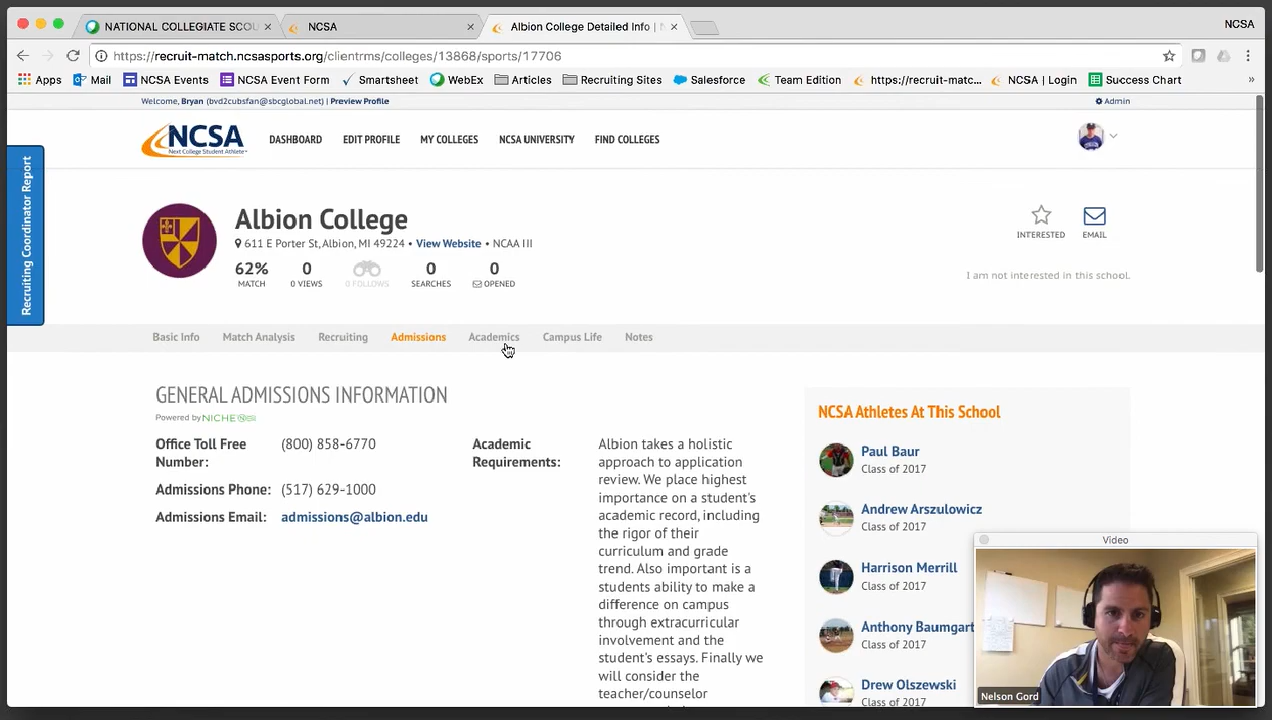 NATIONAL COLLEGIATE SCOU
NCSA
Albion College Detailed Info |
NCSA
https://recruit-match.ncsasports.org/clientrms/colleges/13868/sports/17706
Apps
Mail
NCSA Events
NCSA Event Form
Smartsheet
WebEx
Articles
Recruiting Sites
Salesforce
Team Edition
https://recruit-matc...
NCSA | Login
Success Chart
»
Welcome, Bryan (bvd2cubsfan@sbcglobal.net) | Preview Profile
Admin
NCSA
Next College Student Athlete
DASHBOARD
EDIT PROFILE
MY COLLEGES
NCSA UNIVERSITY
FIND COLLEGES
Recruiting Coordinator Report
Albion College
611 E Porter St, Albion, MI 49224 • View Website • NCAA III
62%
MATCH
0
0 VIEWS
0 FOLLOWS
0
SEARCHES
0
OPENED
INTERESTED
EMAIL
I am not interested in this school.
Basic Info
Match Analysis
Recruiting
Admissions
Academics
Campus Life
Notes
GENERAL ADMISSIONS INFORMATION
Powered by NICHE
Office Toll Free
Number:
(800) 858-6770
Admissions Phone:
(517) 629-1000
Admissions Email:
admissions@albion.edu
Academic
Requirements:
Albion takes a holistic
approach to application
review. We place highest
importance on a student's
academic record, including
the rigor of their
curriculum and grade
trend. Also important is a
students ability to make a
difference on campus
through extracurricular
involvement and the
student's essays. Finally we
will consider the
teacher/counselor
NCSA Athletes At This School
Paul Baur
Class of 2017
Andrew Arszulowicz
Class of 2017
Harrison Merrill
Class of 2017
Anthony Baumgart
Class of 2017
Drew Olszewski
Class of 2017
Video
Nelson Gord